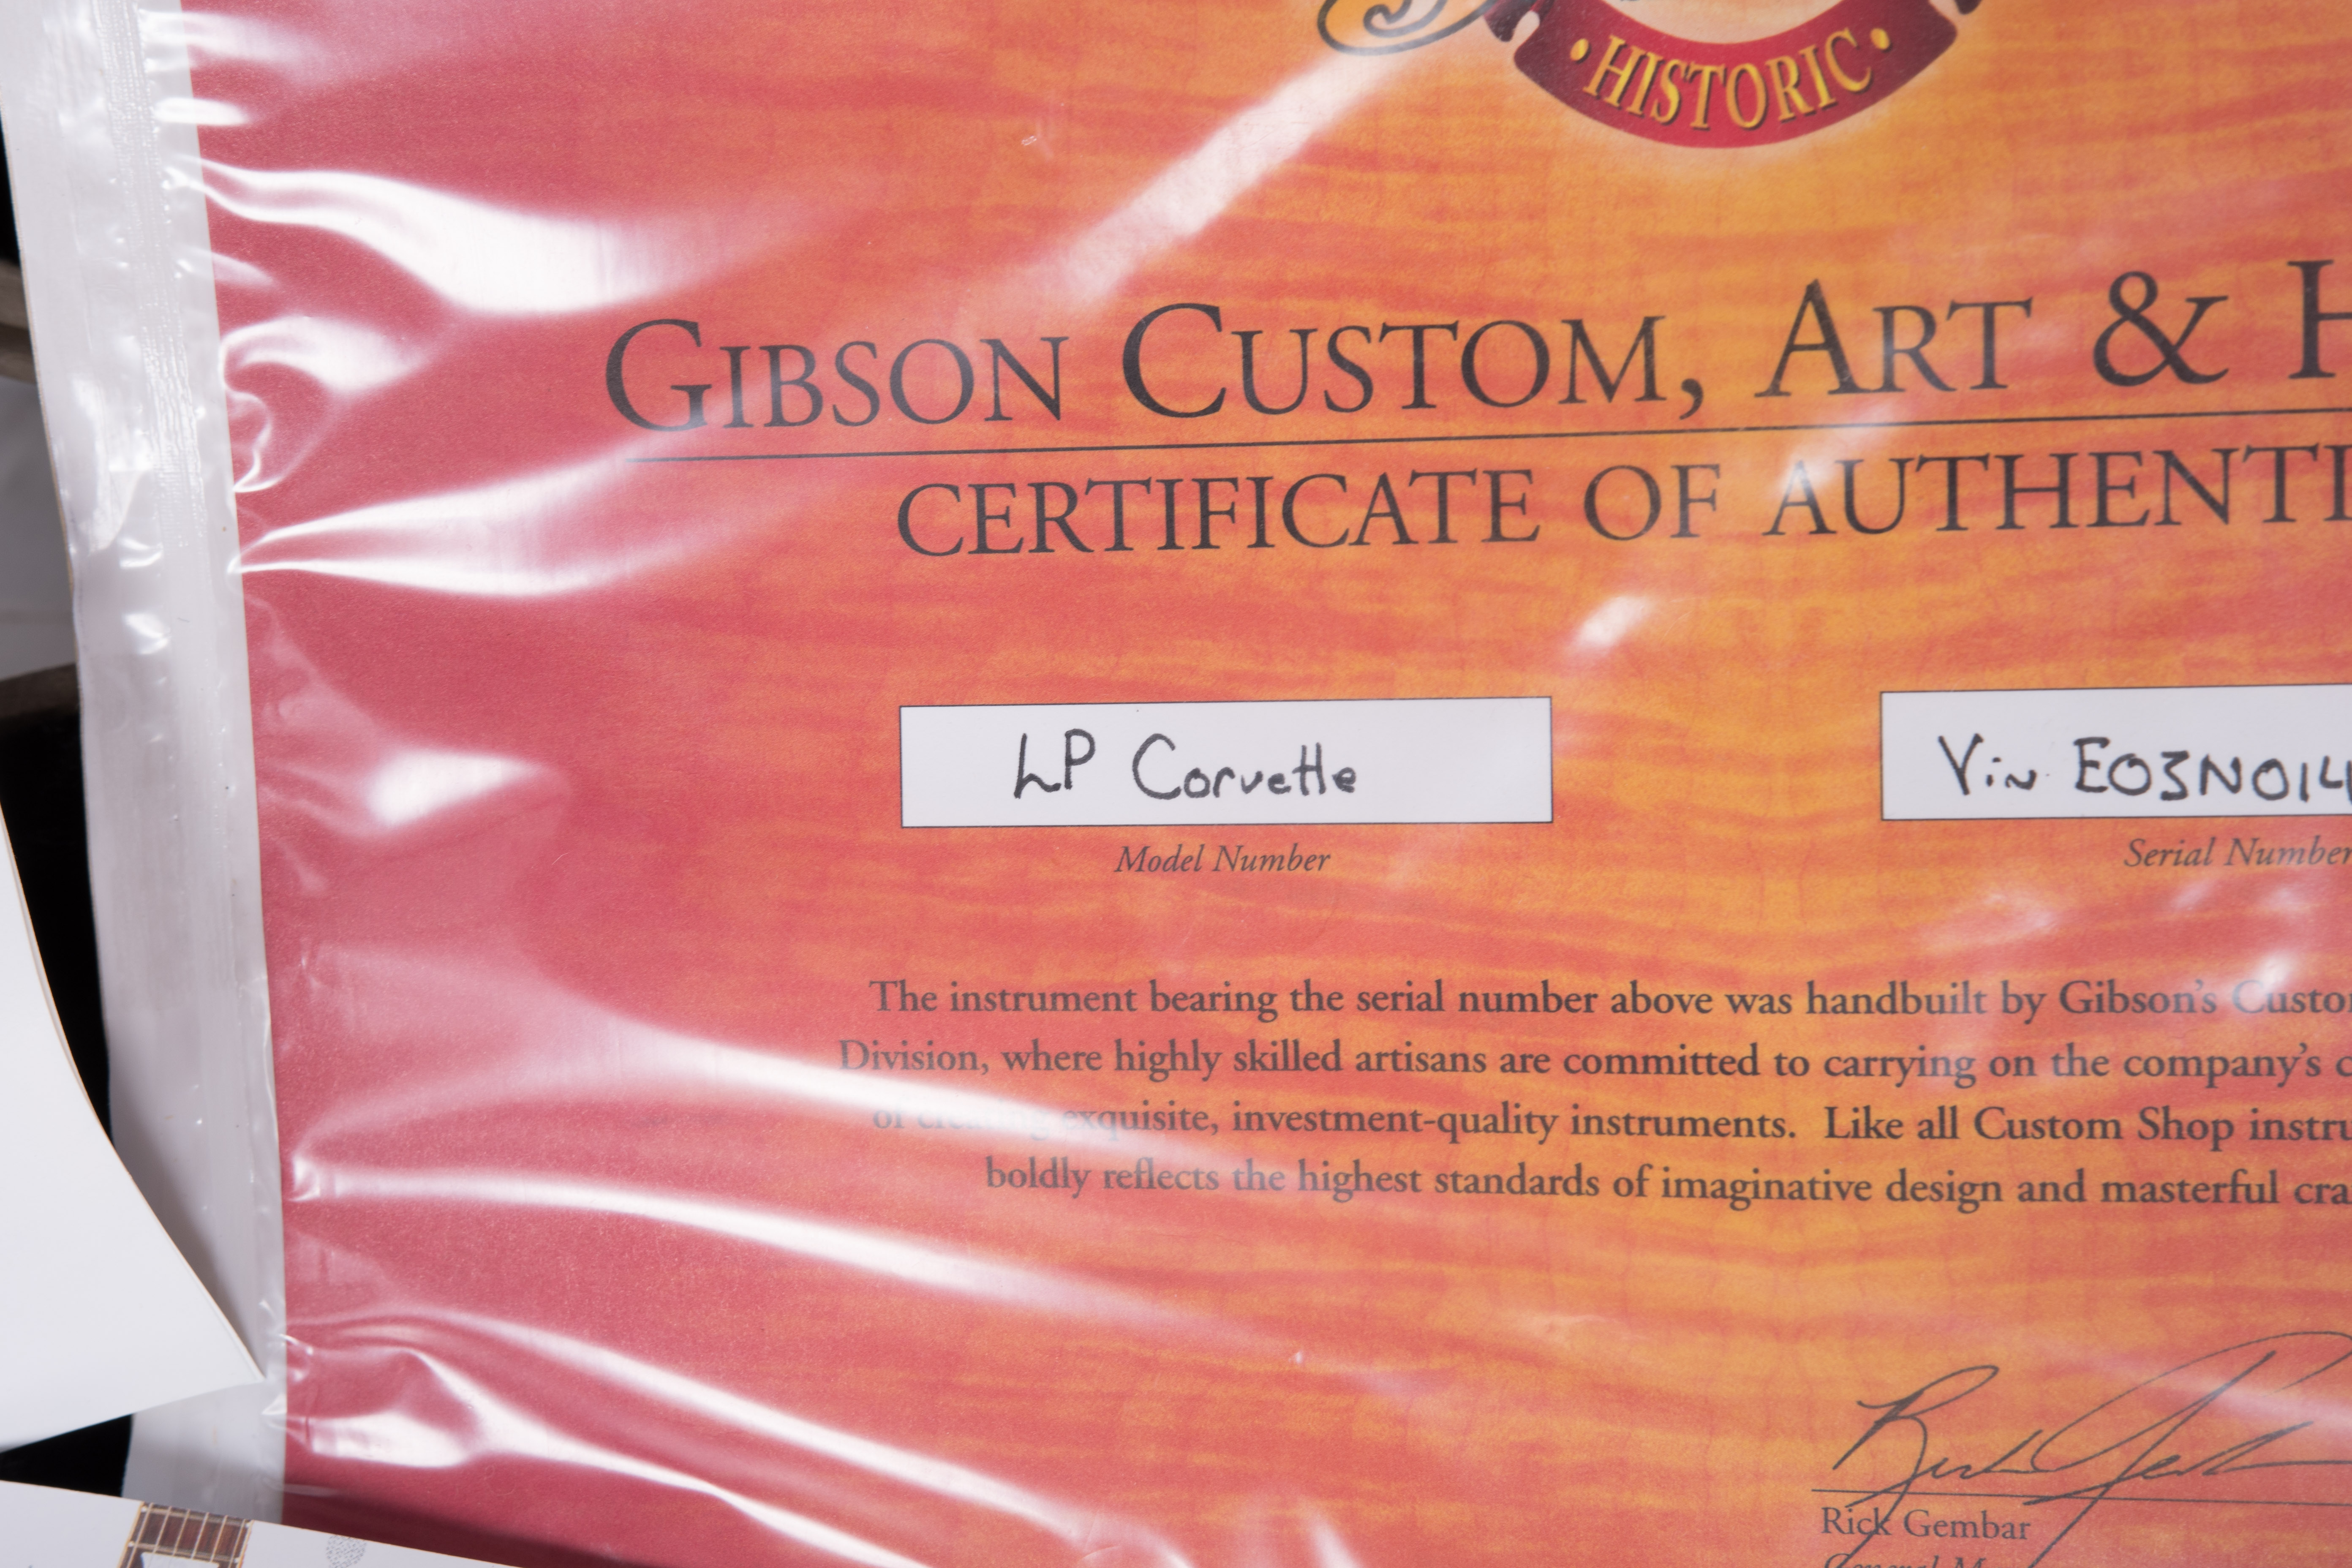 HISTORIC
GIBSON CUSTOM, ART & H
CERTIFICATE OF AUTHENTI
LP Corvette
Vin E03N014
Model Number
Serial Number
The instrument bearing the serial number above was handbuilt by Gibson's Custo
Division, where highly skilled artisans are committed to carrying on the company's c
of creating exquisite, investment-quality instruments. Like all Custom Shop instru
boldly reflects the highest standards of imaginative design and masterful cra
Rick Gembar